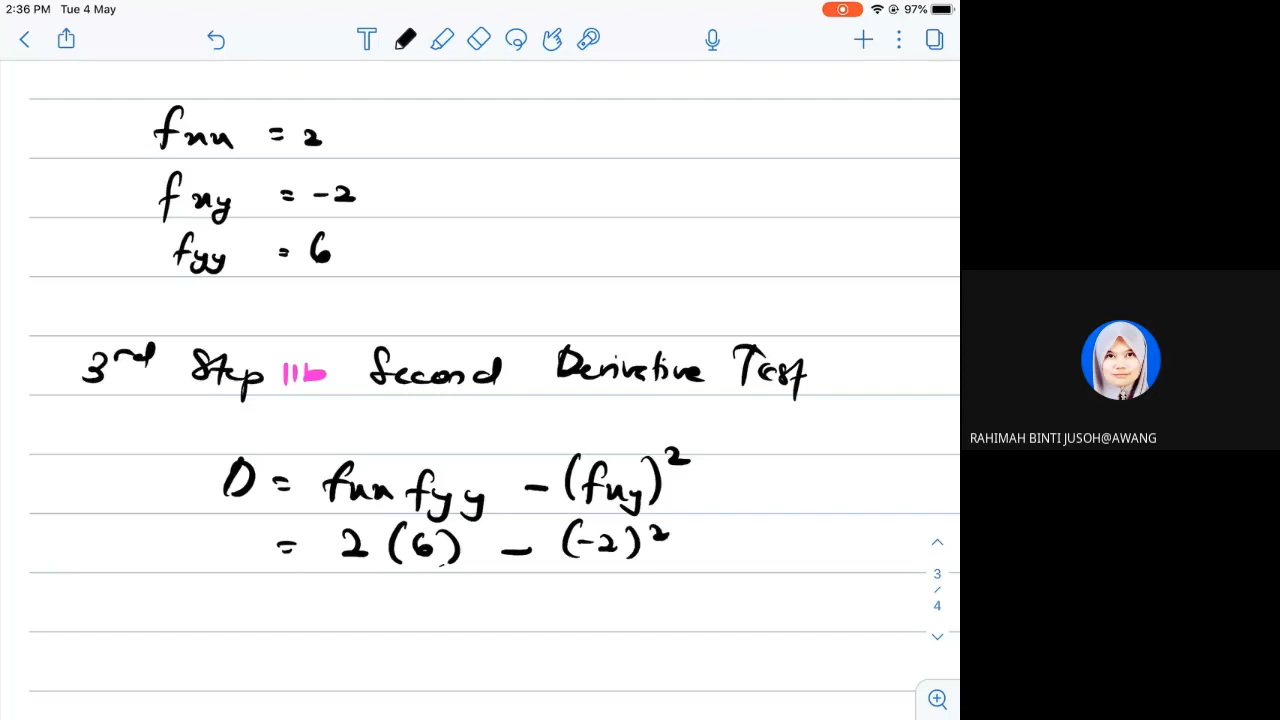 2:36 PM Tue 4 May 97%
fxx = 2
fxy = -2
fyy = 6
3rd Step Second Derivative Test
D = fxx fyy - (fxy)²
= 2 (6) - (-2)²
3
/
4
RAHIMAH BINTI JUSOH@AWANG